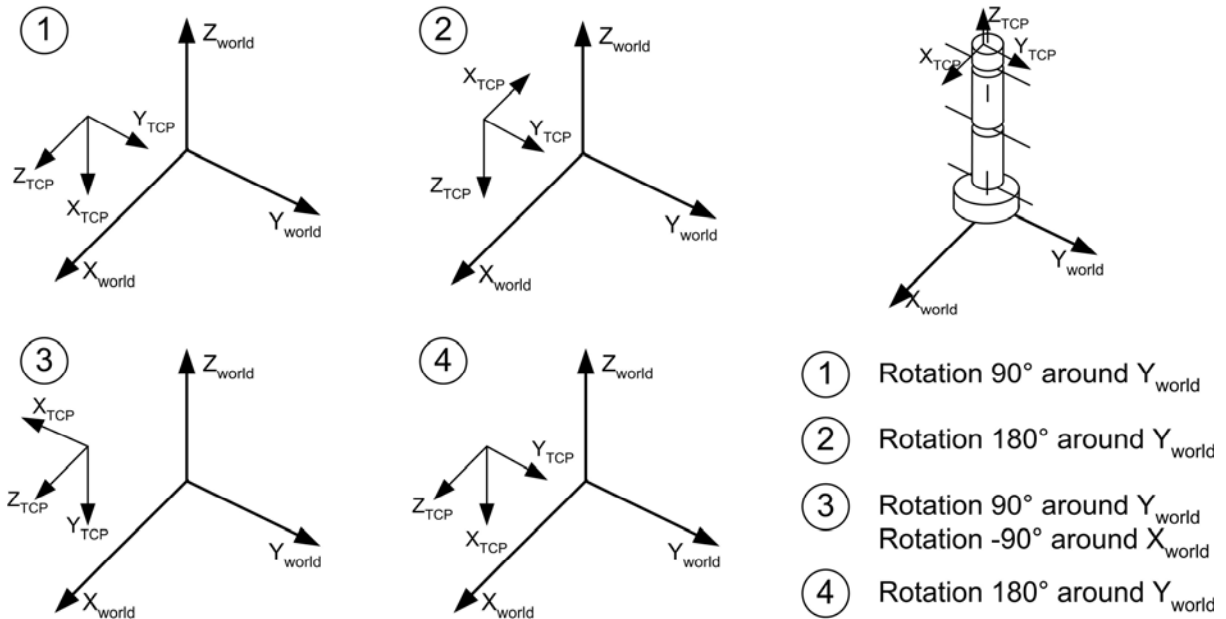 1
Z_world
Y_TCP
Z_TCP
X_TCP
Y_world
X_world
2
Z_world
X_TCP
Y_TCP
Z_TCP
Y_world
X_world
Z_TCP
X_TCP
Y_TCP
Y_world
X_world
3
Z_world
X_TCP
Z_TCP
Y_TCP
Y_world
X_world
4
Z_world
Y_TCP
Z_TCP
X_TCP
Y_world
X_world
1 Rotation 90° around Y_world
2 Rotation 180° around Y_world
3 Rotation 90° around Y_world
Rotation -90° around X_world
4 Rotation 180° around Y_world